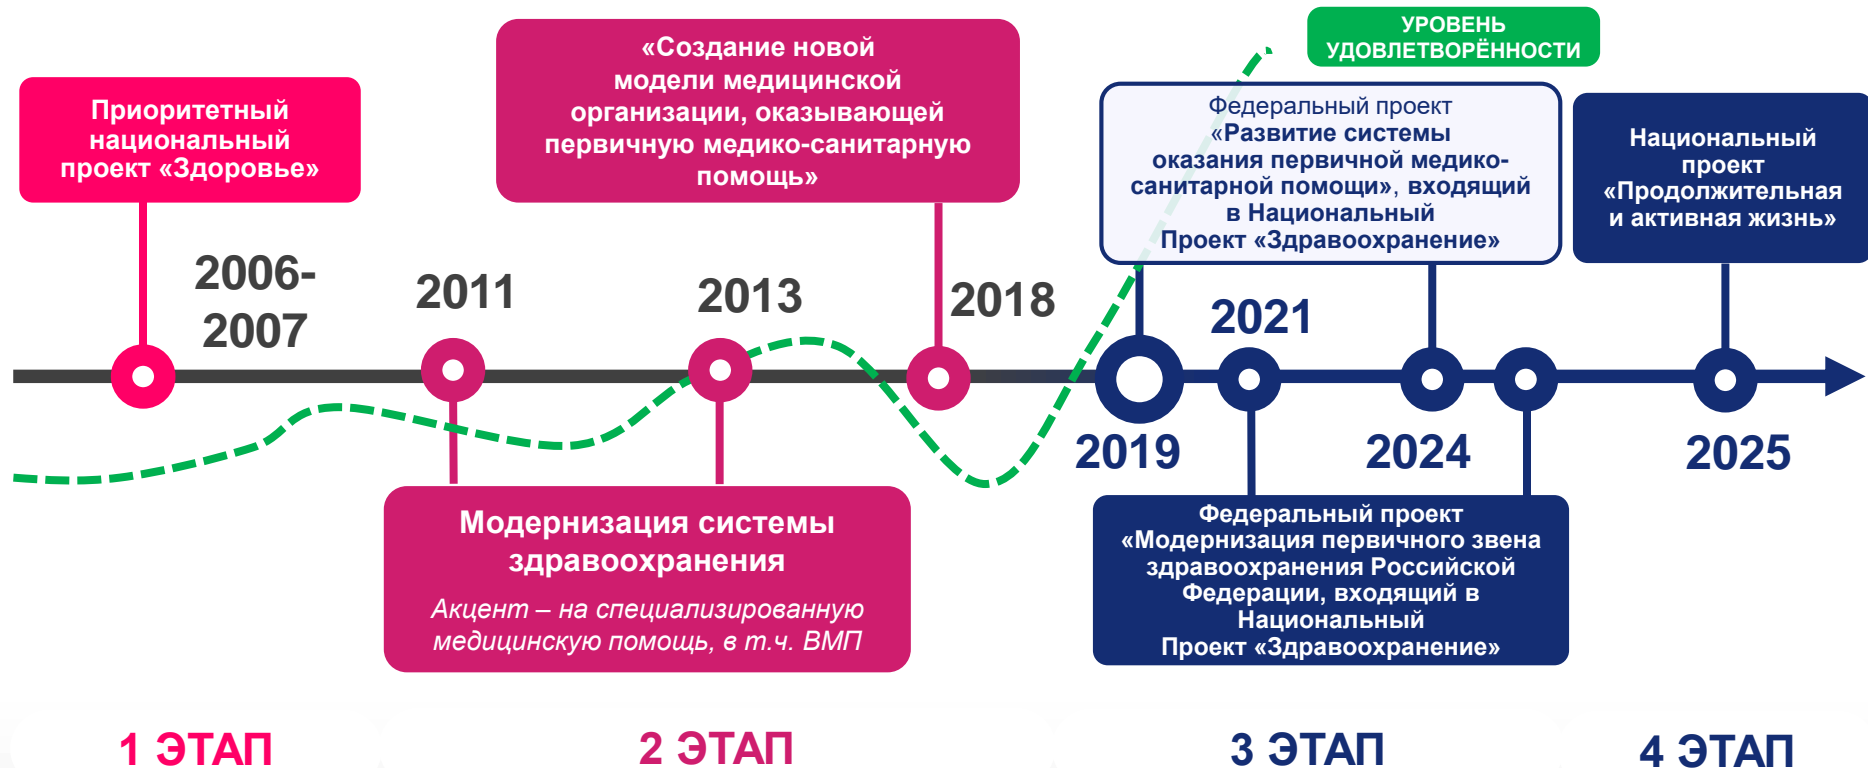 УРОВЕНЬ
УДОВЛЕТВОРЁННОСТИ
Приоритетный
национальный
проект «Здоровье»
«Создание новой
модели медицинской
организации, оказывающей
первичную медико-санитарную
помощь»
Федеральный проект
«Развитие системы
оказания первичной медико-
санитарной помощи», входящий
в Национальный
Проект «Здравоохранение»
Национальный
проект
«Продолжительная
и активная жизнь»
2006-
2007
2011
2013
2018
2021
2019
2024
2025
Модернизация системы
здравоохранения
Акцент – на специализированную
медицинскую помощь, в т.ч. ВМП
Федеральный проект
«Модернизация первичного звена
здравоохранения Российской
Федерации, входящий в
Национальный
Проект «Здравоохранение»
1 ЭТАП
2 ЭТАП
3 ЭТАП
4 ЭТАП